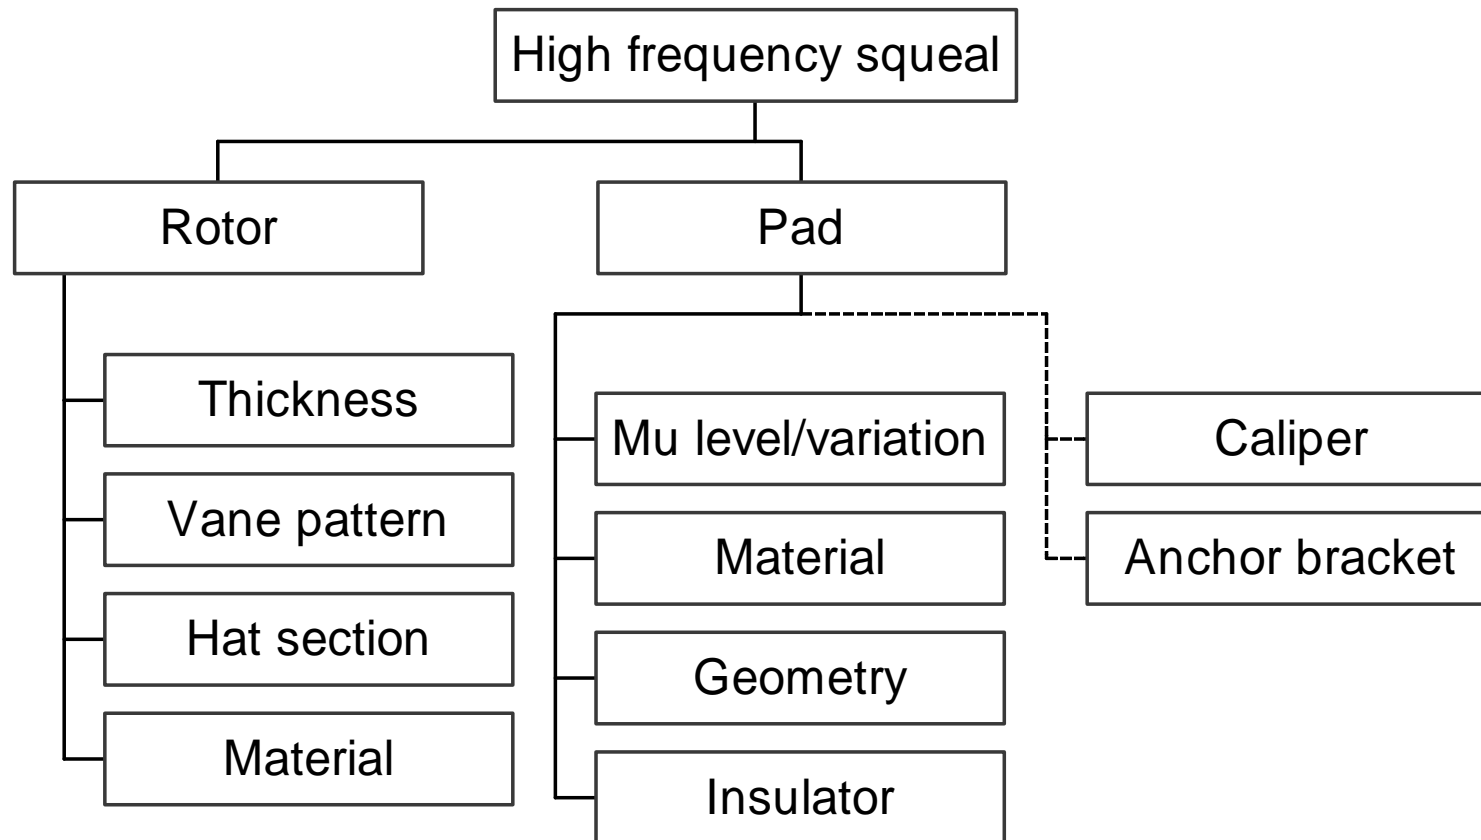 High frequency squeal
Rotor
Pad
Thickness
Vane pattern
Hat section
Material
Mu level/variation
Material
Geometry
Insulator
Caliper
Anchor bracket